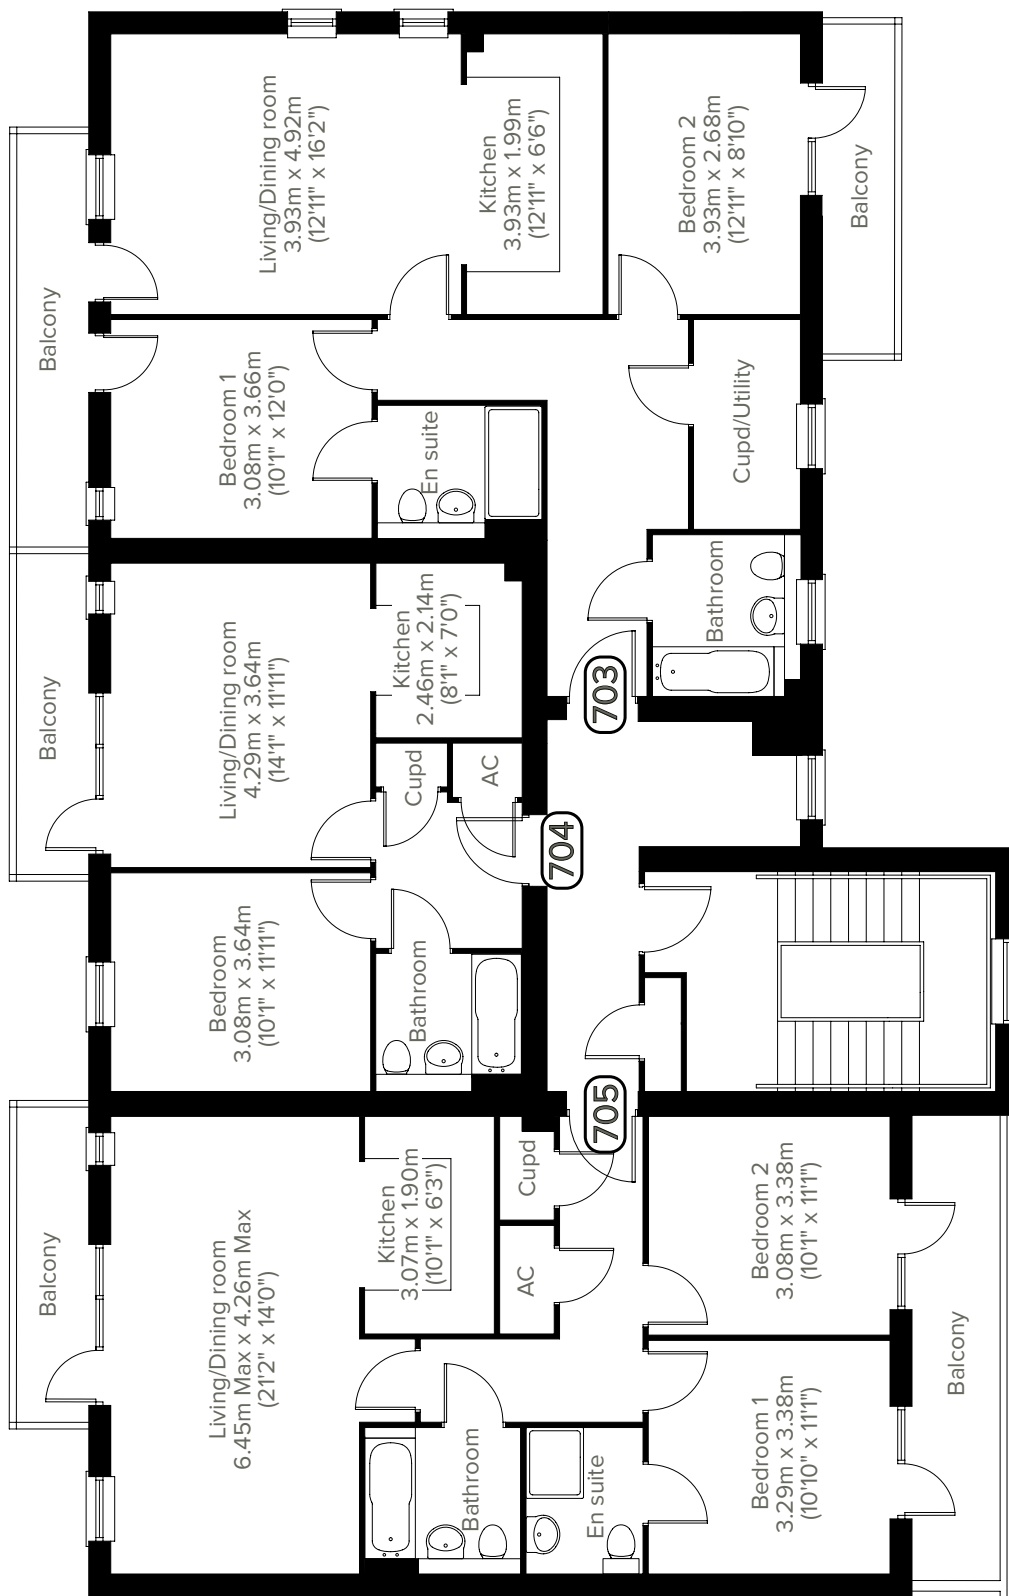 Living/Dining room
3.93m x 4.92m
(12'11" x 16'2")
Kitchen
3.93m x 1.99m
(12'11" x 6'6")
Bedroom 2
3.93m x 2.68m
(12'11" x 8'10")
Balcony
Balcony
Bedroom 1
3.08m x 3.66m
(10'1" x 12'0")
En suite
Cupd/Utility
Bathroom
703
Balcony
Living/Dining room
4.29m x 3.64m
(14'1" x 11'11")
Kitchen
2.46m x 2.14m
(8'1" x 7'0")
Cupd
AC
704
Bedroom
3.08m x 3.64m
(10'1" x 11'11")
Bathroom
705
Balcony
Living/Dining room
6.45m Max x 4.26m Max
(21'2" x 14'0")
Kitchen
3.07m x 1.90m
(10'1" x 6'3")
Cupd
AC
Bedroom 2
3.08m x 3.38m
(10'1" x 11'1")
Balcony
Bathroom
En suite
Bedroom 1
3.29m x 3.38m
(10'10" x 11'1")